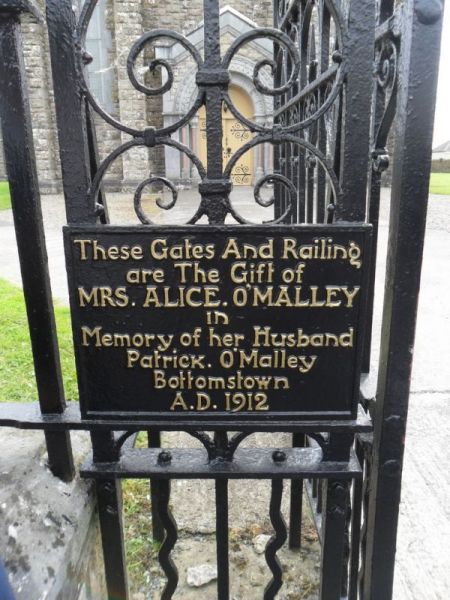 These Gates And Railing
are The Gift of
MRS. ALICE. O'MALLEY
in
Memory of her Husband
Patrick. O'Malley
Bottomstown
A.D. 1912